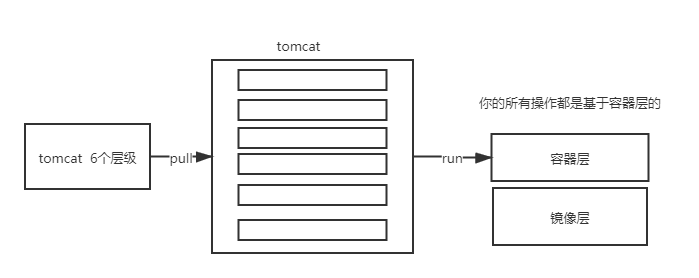 tomcat
你的所有操作都是基于容器层的
tomcat 6个层级
pull
run
容器层
镜像层